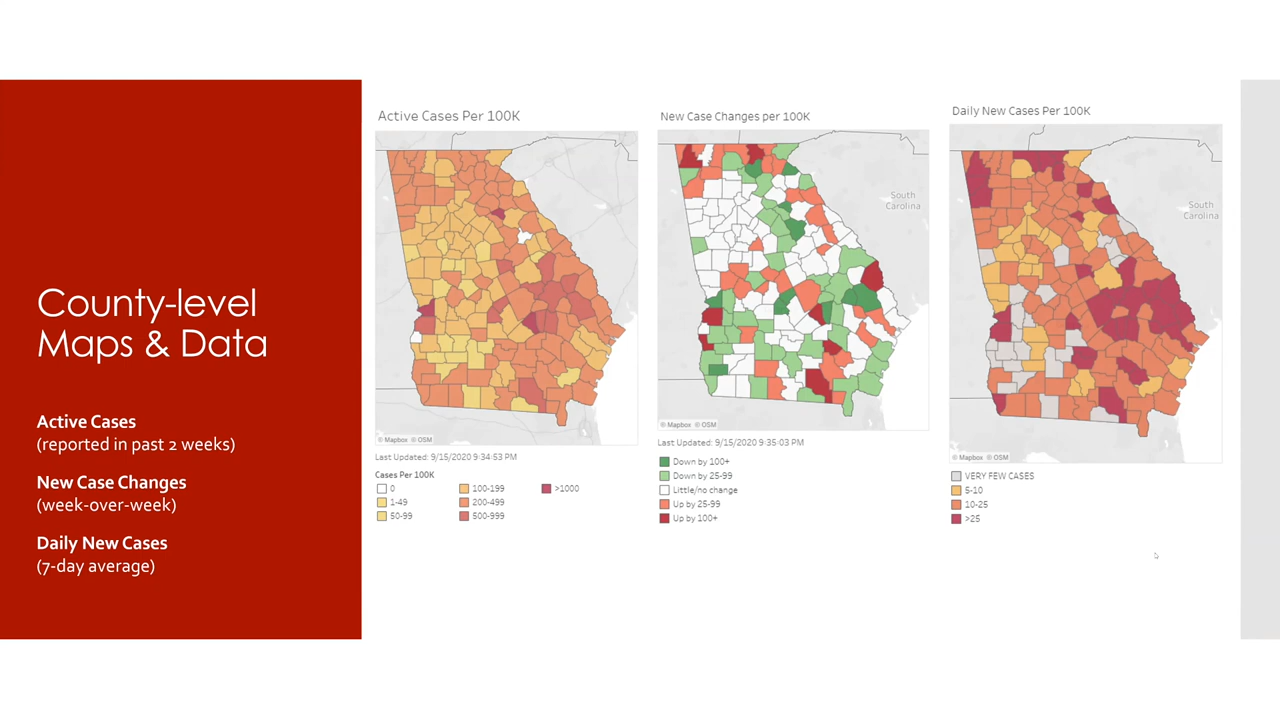 County-level
Maps & Data
Active Cases
(reported in past 2 weeks)
New Case Changes
(week-over-week)
Daily New Cases
(7-day average)
Active Cases Per 100K
© Mapbox © OSM
Last Updated: 9/15/2020 9:34:53 PM
Cases Per 100K
0
1-49
50-99
100-199
200-499
500-999
>1000
New Case Changes per 100K
South
Carolina
© Mapbox © OSM
Last Updated: 9/15/2020 9:35:03 PM
Down by 100+
Down by 25-99
Little/no change
Up by 25-99
Up by 100+
Daily New Cases Per 100K
South
Carolina
© Mapbox © OSM
VERY FEW CASES
5-10
10-25
>25